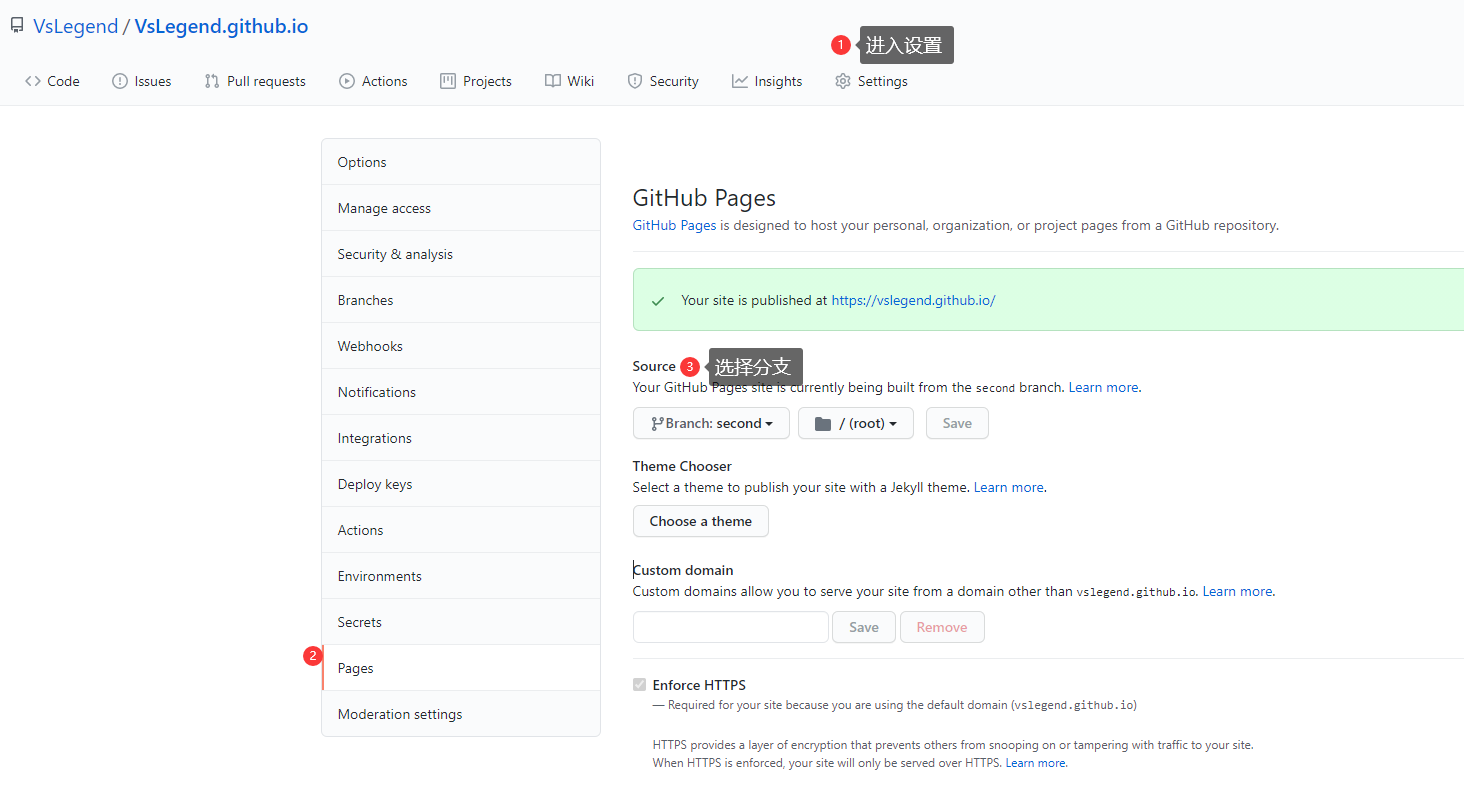 VsLegend / VsLegend.github.io
1 进入设置
Code Issues Pull requests Actions Projects Wiki Security Insights Settings
Options
Manage access
Security & analysis
Branches
Webhooks
Notifications
Integrations
Deploy keys
Actions
Environments
Secrets
2 Pages
Moderation settings
GitHub Pages
GitHub Pages is designed to host your personal, organization, or project pages from a GitHub repository.
Your site is published at https://vslegend.github.io/
Source 3 选择分支
Your GitHub Pages site is currently being built from the second branch. Learn more.
Branch: second / (root) Save
Theme Chooser
Select a theme to publish your site with a Jekyll theme. Learn more.
Choose a theme
Custom domain
Custom domains allow you to serve your site from a domain other than vslegend.github.io. Learn more.
Save Remove
Enforce HTTPS
— Required for your site because you are using the default domain (vslegend.github.io)
HTTPS provides a layer of encryption that prevents others from snooping on or tampering with traffic to your site.
When HTTPS is enforced, your site will only be served over HTTPS. Learn more.